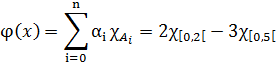 φ(x) = ∑_{i=0}^{n} α_i χ_{A_i} = 2χ_{[0,2[} − 3χ_{[0,5[}